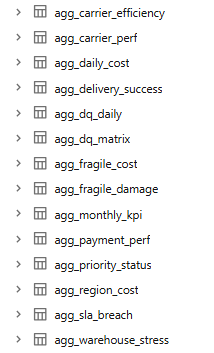 agg_carrier_efficiency
agg_carrier_perf
agg_daily_cost
agg_delivery_success
agg_dq_daily
agg_dq_matrix
agg_fragile_cost
agg_fragile_damage
agg_monthly_kpi
agg_payment_perf
agg_priority_status
agg_region_cost
agg_sla_breach
agg_warehouse_stress